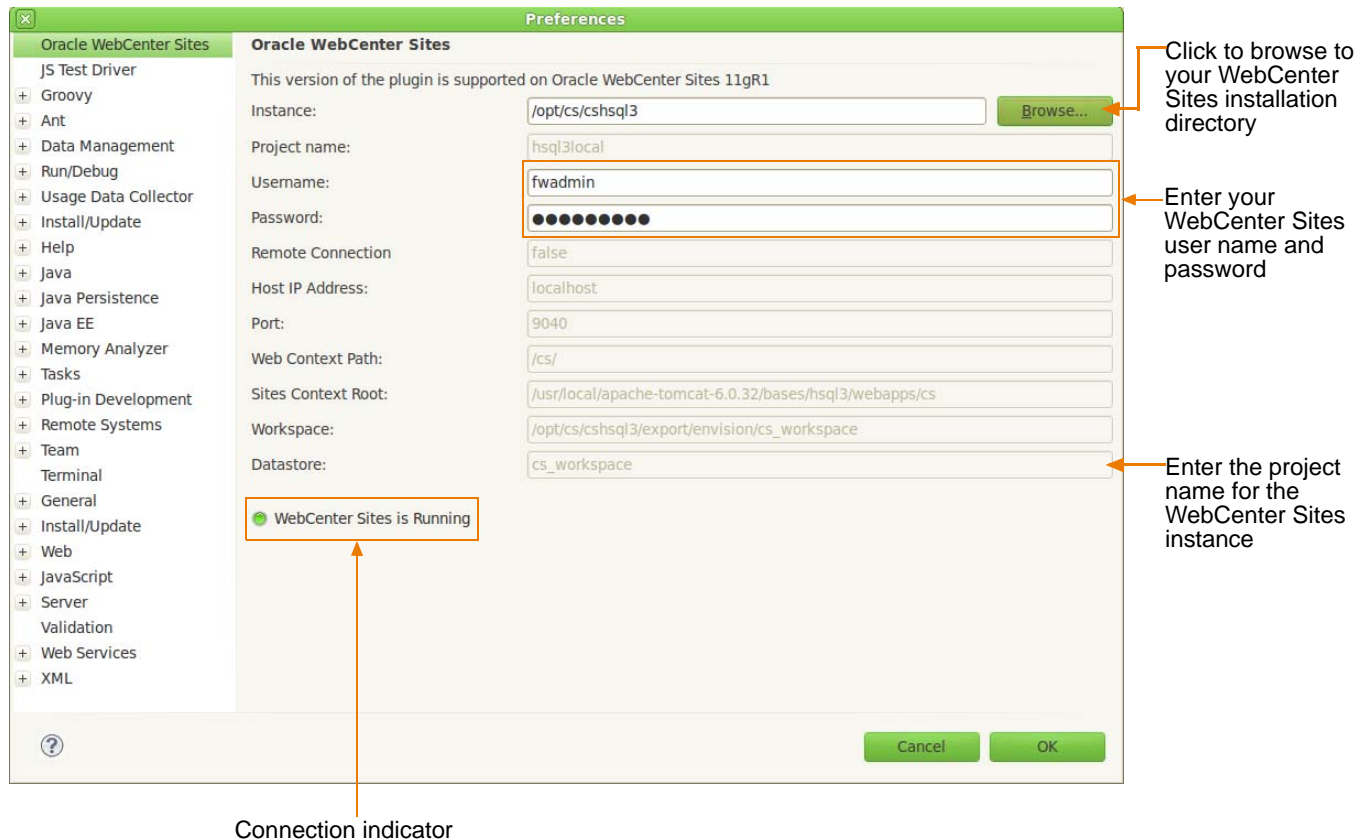 Preferences
Oracle WebCenter Sites
JS Test Driver
Groovy
Ant
Data Management
Run/Debug
Usage Data Collector
Install/Update
Help
Java
Java Persistence
Java EE
Memory Analyzer
Tasks
Plug-in Development
Remote Systems
Team
Terminal
General
Install/Update
Web
JavaScript
Server
Validation
Web Services
XML
Oracle WebCenter Sites
This version of the plugin is supported on Oracle WebCenter Sites 11gR1
Instance: /opt/cs/cshsql3 Browse...
Project name: hsql3local
Username: fwadmin
Password: ●●●●●●●●●
Remote Connection false
Host IP Address: localhost
Port: 9040
Web Context Path: /cs/
Sites Context Root: /usr/local/apache-tomcat-6.0.32/bases/hsql3/webapps/cs
Workspace: /opt/cs/cshsql3/export/envision/cs_workspace
Datastore: cs_workspace
WebCenter Sites is Running
?
Cancel OK
Click to browse to
your WebCenter
Sites installation
directory
Enter your
WebCenter Sites
user name and
password
Enter the project
name for the
WebCenter Sites
instance
Connection indicator